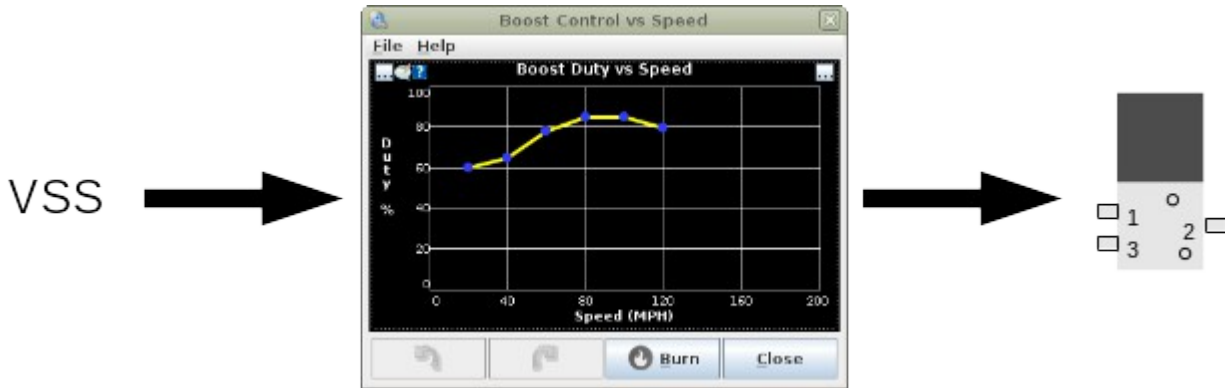 Boost Control vs Speed
File Help
... ? Boost Duty vs Speed ...
100
80
60
40
20
0
Duty %
0 40 80 120 160 200
Speed (MPH)
Burn Close
VSS
1
2
3